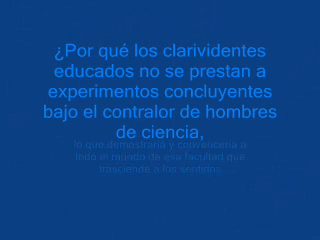 ¿Por qué los clarividentes
educados no se prestan a
experimentos concluyentes
bajo el contralor de hombres
de ciencia,
lo que demostraría y convencería a
todo el mundo de esa facultad que
trasciende a los sentidos